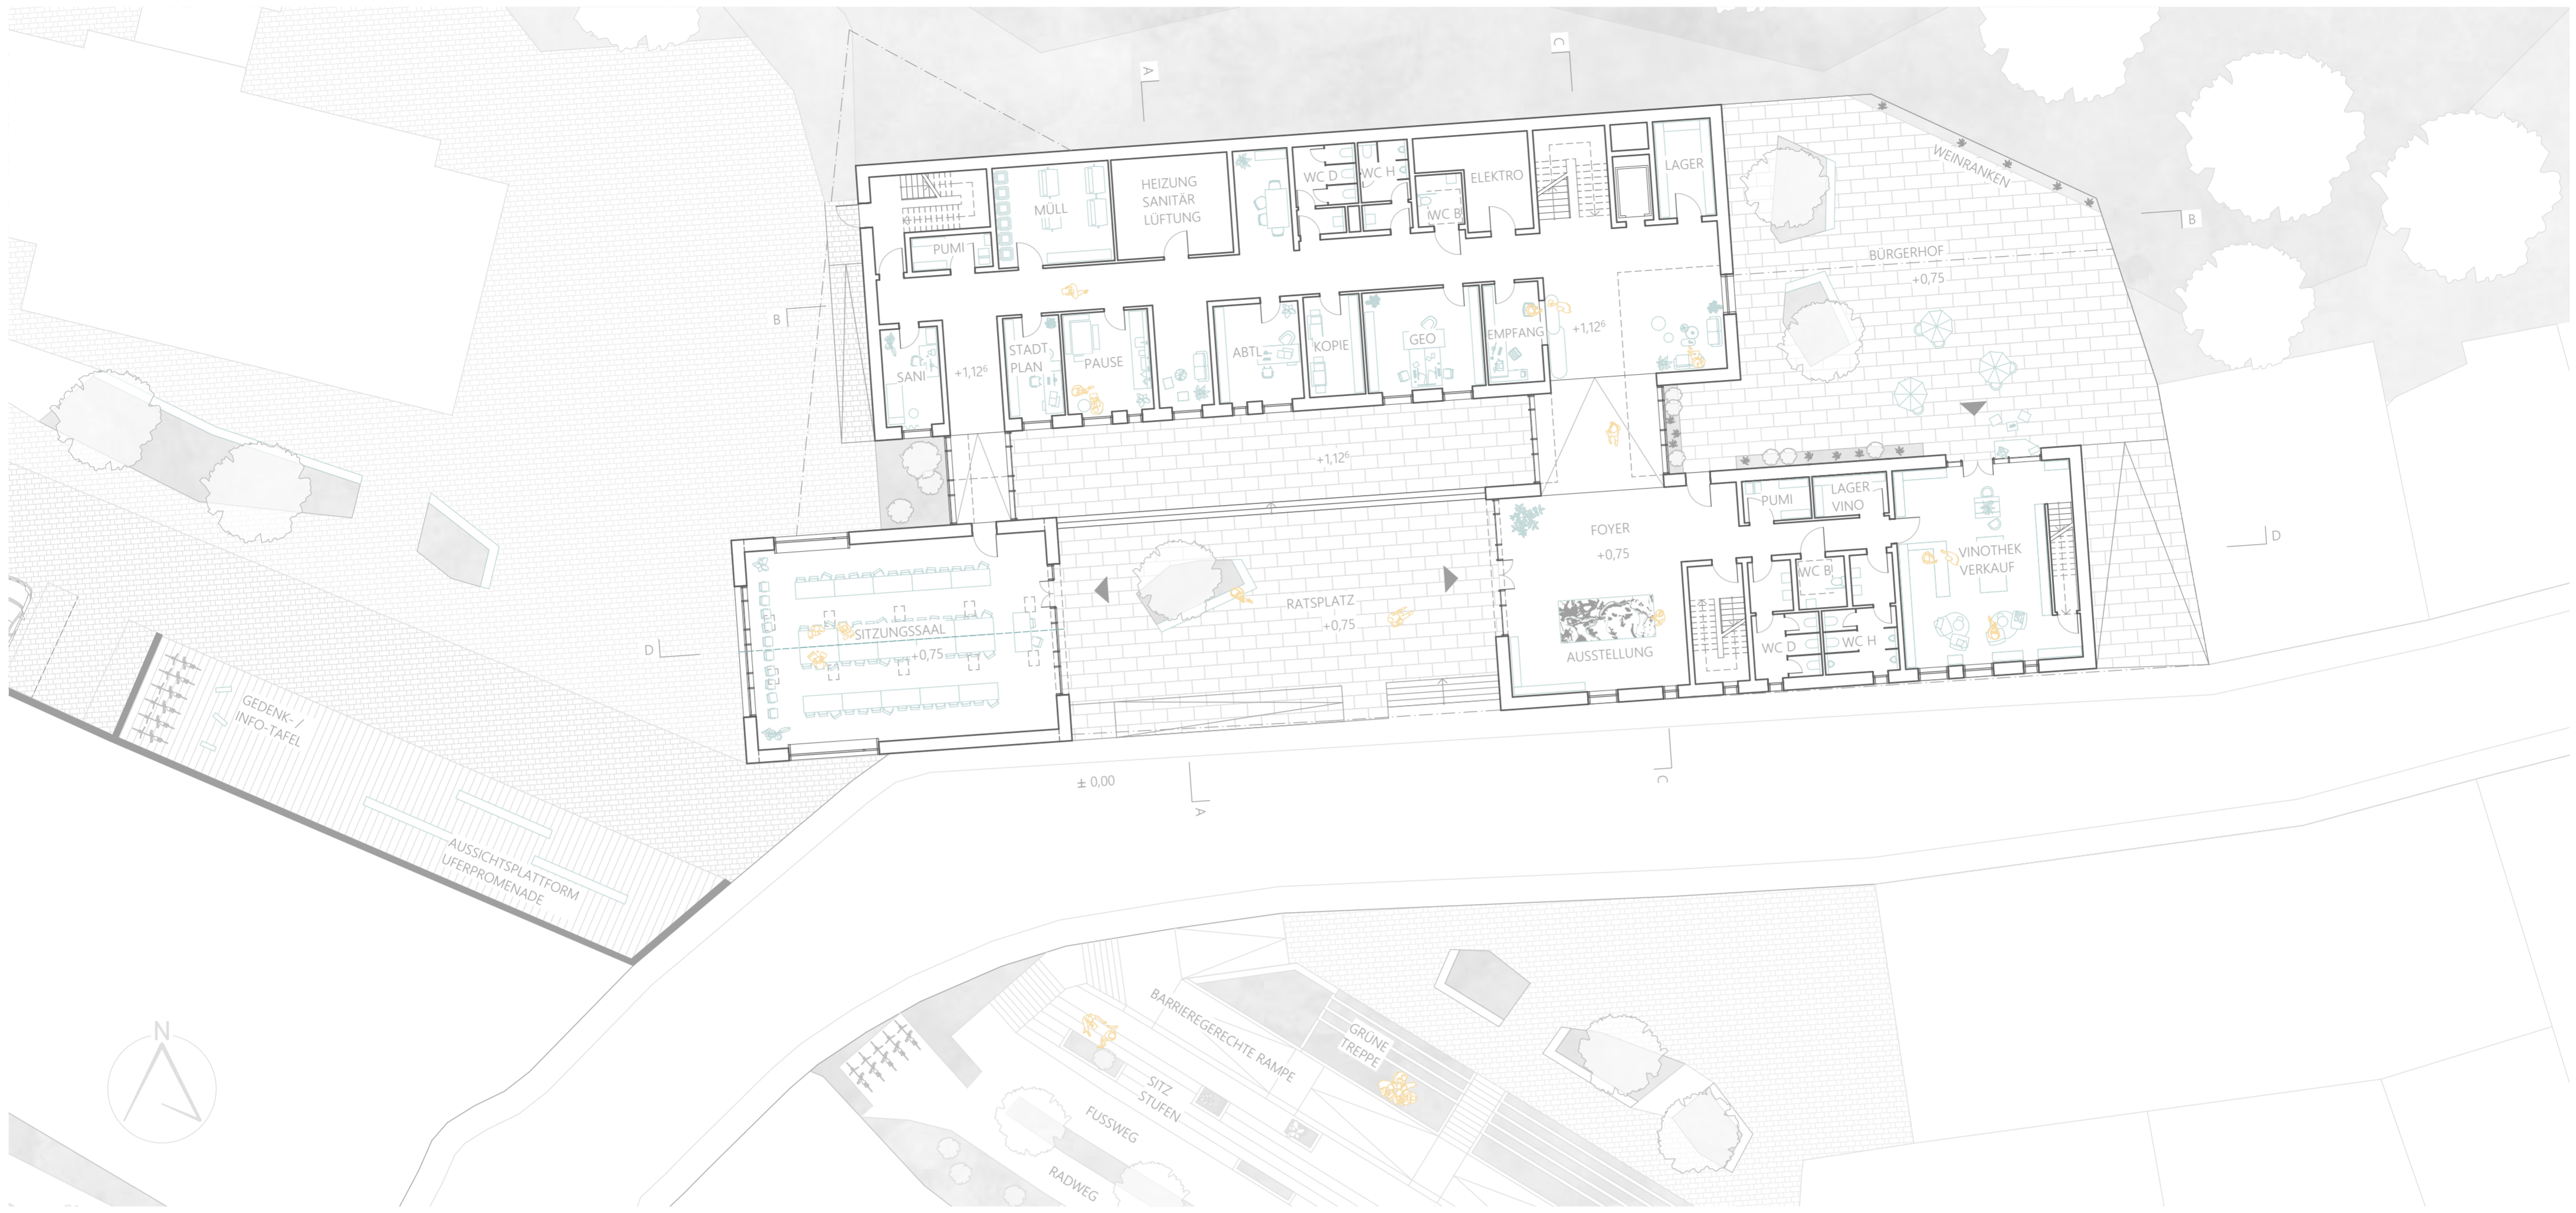 C
A
WEINRANKEN
LAGER
WC D
WC H
ELEKTRO
HEIZUNG
SANITÄR
LÜFTUNG
MÜLL
WC B
B
PUMI
BÜRGERHOF
+0,75
B
STADT
PLAN
PAUSE
ABTL
KOPIE
GEO
EMPFANG
+1,12⁶
SANI
+1,12⁶
+1,12⁶
PUMI
LAGER
VINO
FOYER
+0,75
D
VINOTHEK
VERKAUF
WC B
RATSPLATZ
+0,75
SITZUNGSSAAL
+0,75
D
WC D
WC H
AUSSTELLUNG
GEDENK-/
INFO-TAFEL
± 0,00
C
A
AUSSICHTSPLATTFORM
UFERPROMENADE
N
BARRIEREGERECHTE RAMPE
GRÜNE
TREPPE
SITZ
STUFEN
FUSSWEG
RADWEG